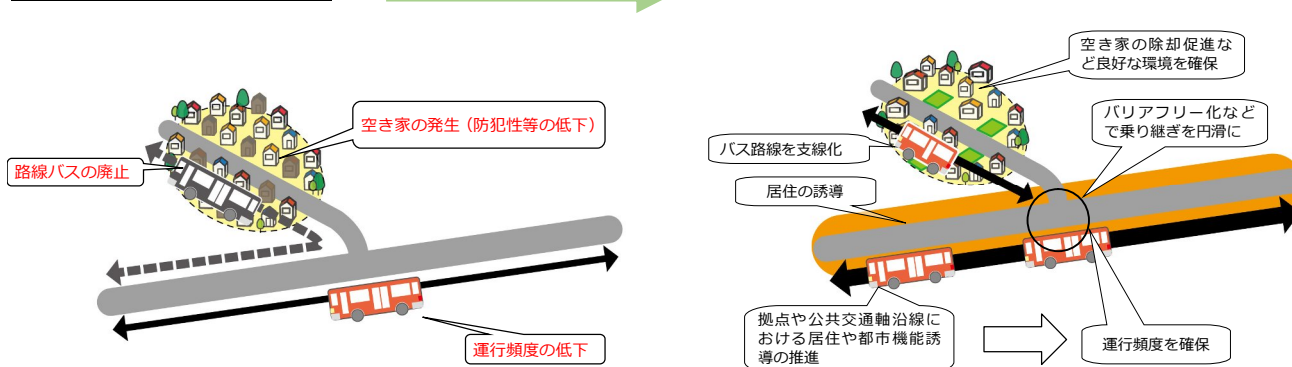 空き家の発生（防犯性等の低下）
路線バスの廃止
運行頻度の低下
空き家の除却促進な
ど良好な環境を確保
バリアフリー化など
で乗り継ぎを円滑に
バス路線を支線化
居住の誘導
拠点や公共交通軸沿線に
おける居住や都市機能誘
導の推進
運行頻度を確保